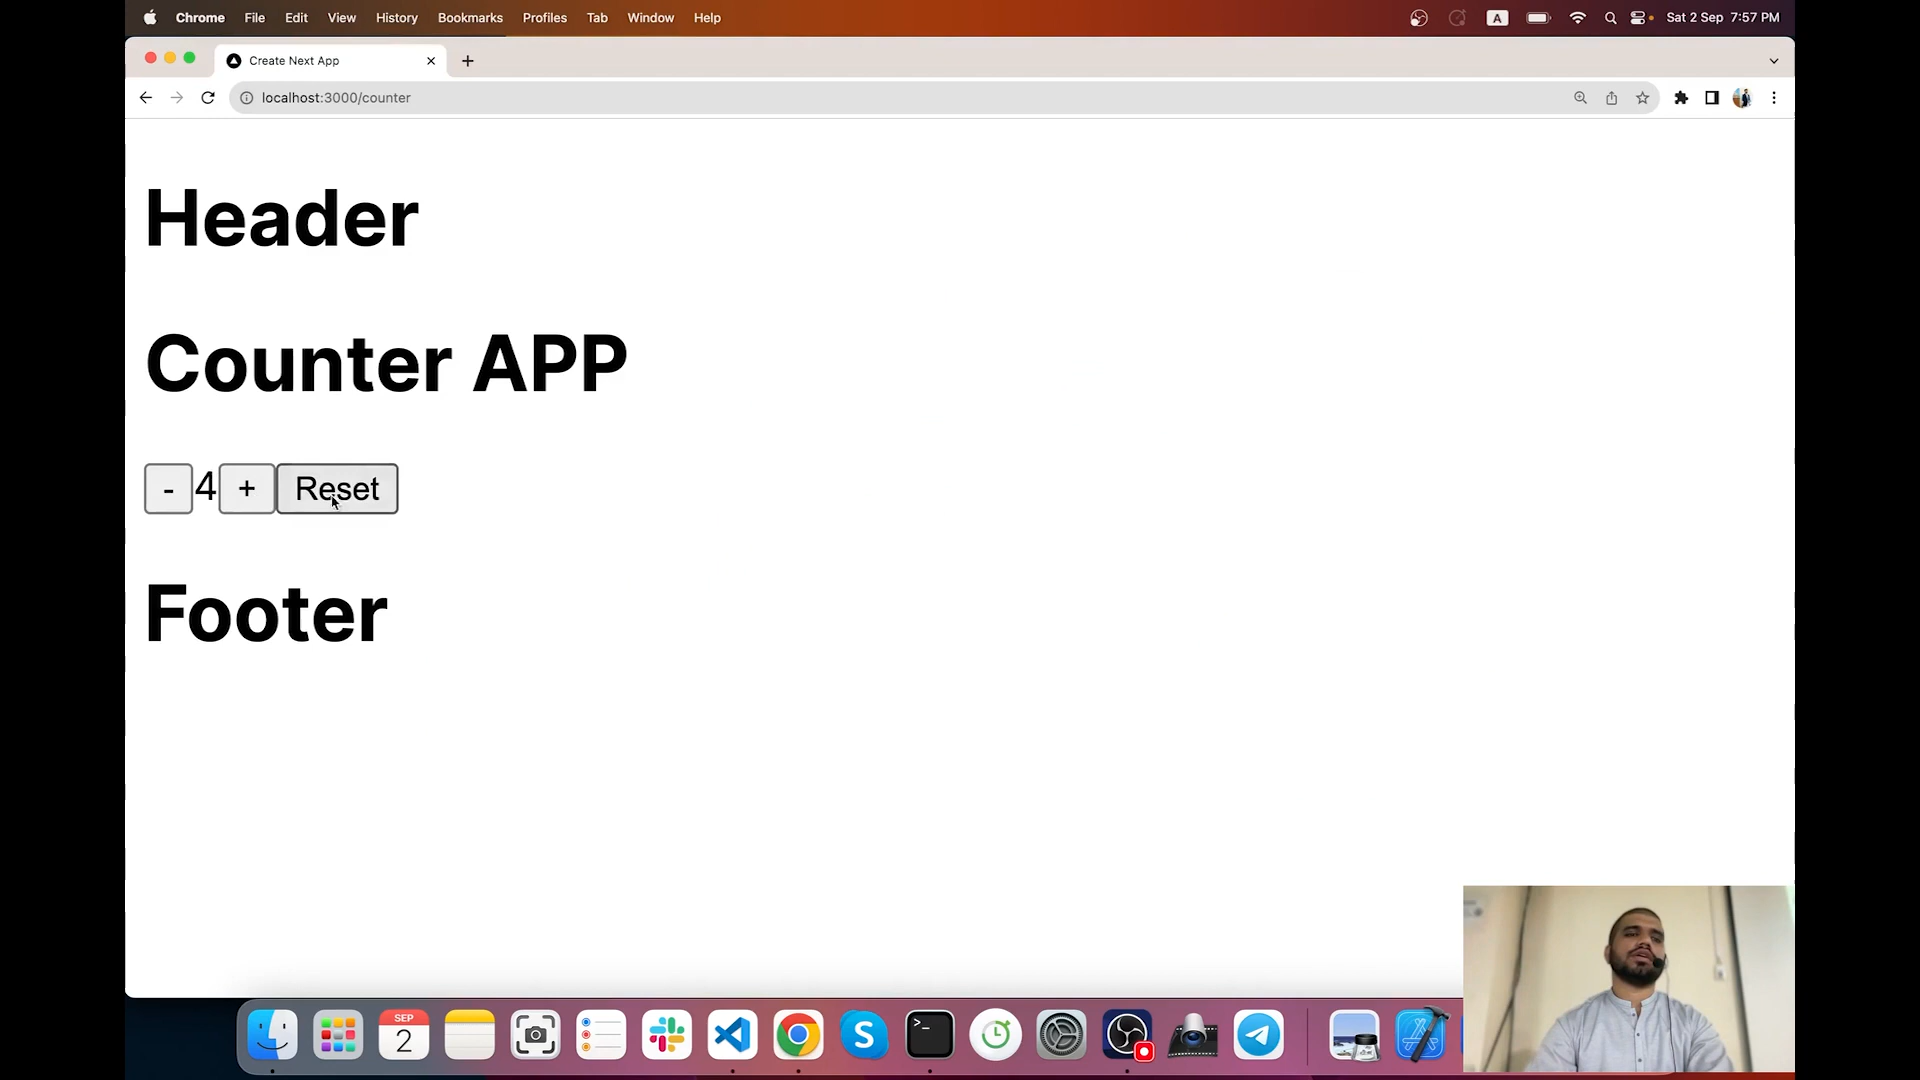 Chrome File Edit View History Bookmarks Profiles Tab Window Help A Sat 2 Sep 7:57 PM
Create Next App
localhost:3000/counter
Header
Counter APP
- 4 + Reset
Footer
SEP
2
S